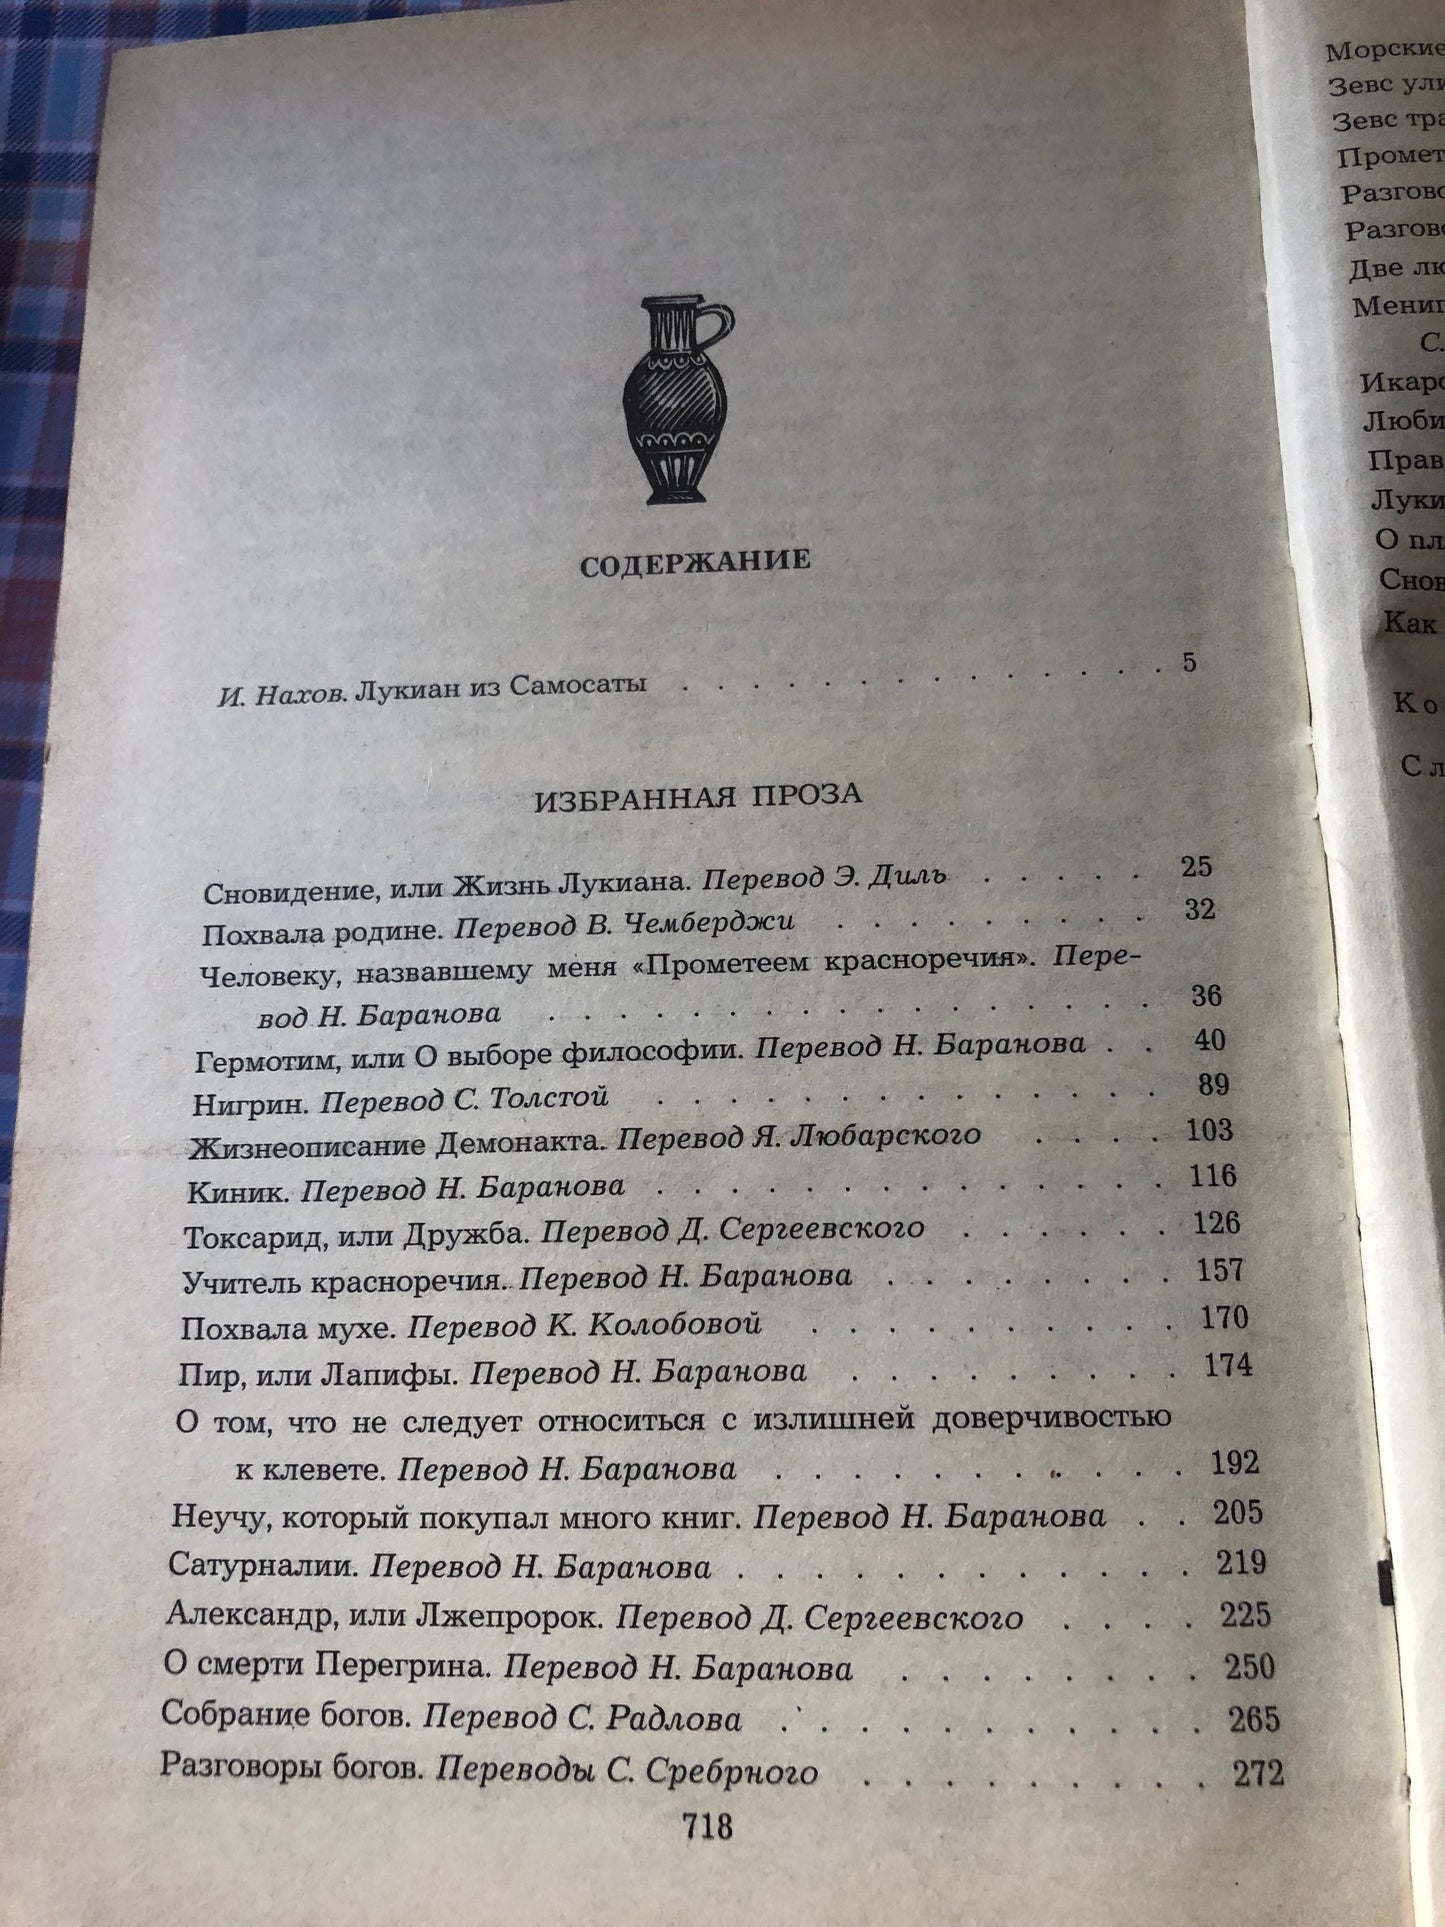 СОДЕРЖАНИЕ
И. Нахов. Лукиан из Самосаты . . . . . . . . . . . . . . 5
ИЗБРАННАЯ ПРОЗА
Сновидение, или Жизнь Лукиана. Перевод Э. Диль . . . . . 25
Похвала родине. Перевод В. Чемберджи . . . . . . . . . 32
Человеку, назвавшему меня «Прометеем красноречия». Пере-
вод Н. Баранова . . . . . . . . . . . . . . . . . 36
Гермотим, или О выборе философии. Перевод Н. Баранова . . 40
Нигрин. Перевод С. Толстой . . . . . . . . . . . . . . 89
Жизнеописание Демонакта. Перевод Я. Любарского . . . . 103
Киник. Перевод Н. Баранова . . . . . . . . . . . . . . 116
Токсарид, или Дружба. Перевод Д. Сергеевского . . . . . . 126
Учитель красноречия. Перевод Н. Баранова . . . . . . . . 157
Похвала мухе. Перевод К. Колобовой . . . . . . . . . . 170
Пир, или Лапифы. Перевод Н. Баранова . . . . . . . . . 174
О том, что не следует относиться с излишней доверчивостью
к клевете. Перевод Н. Баранова . . . . . . . . . . . 192
Неучу, который покупал много книг. Перевод Н. Баранова . . 205
Сатурналии. Перевод Н. Баранова . . . . . . . . . . . . 219
Александр, или Лжепророк. Перевод Д. Сергеевского . . . . 225
О смерти Перегрина. Перевод Н. Баранова . . . . . . . . 250
Собрание богов. Перевод С. Радлова . . . . . . . . . . . 265
Разговоры богов. Переводы С. Сребрного . . . . . . . . . 272
718
Морские
Зевс
Зевс
Две
С.
О
Как